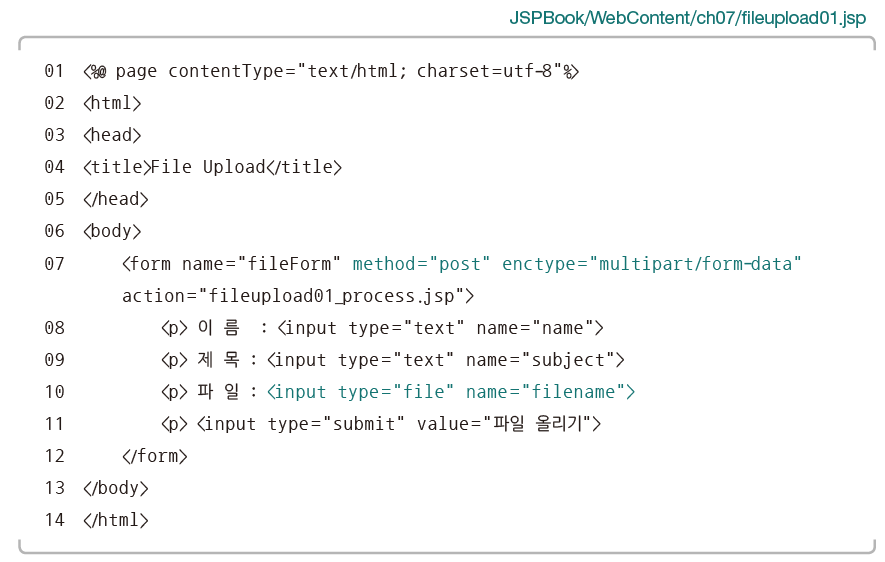 JSPBook/WebContent/ch07/fileupload01.jsp
01 <%@ page contentType="text/html; charset=utf-8"%>
02 <html>
03 <head>
04 <title>File Upload</title>
05 </head>
06 <body>
07 <form name="fileForm" method="post" enctype="multipart/form-data"
action="fileupload01_process.jsp">
08 <p> 이 름 : <input type="text" name="name">
09 <p> 제 목 : <input type="text" name="subject">
10 <p> 파 일 : <input type="file" name="filename">
11 <p> <input type="submit" value="파일 올리기">
12 </form>
13 </body>
14 </html>